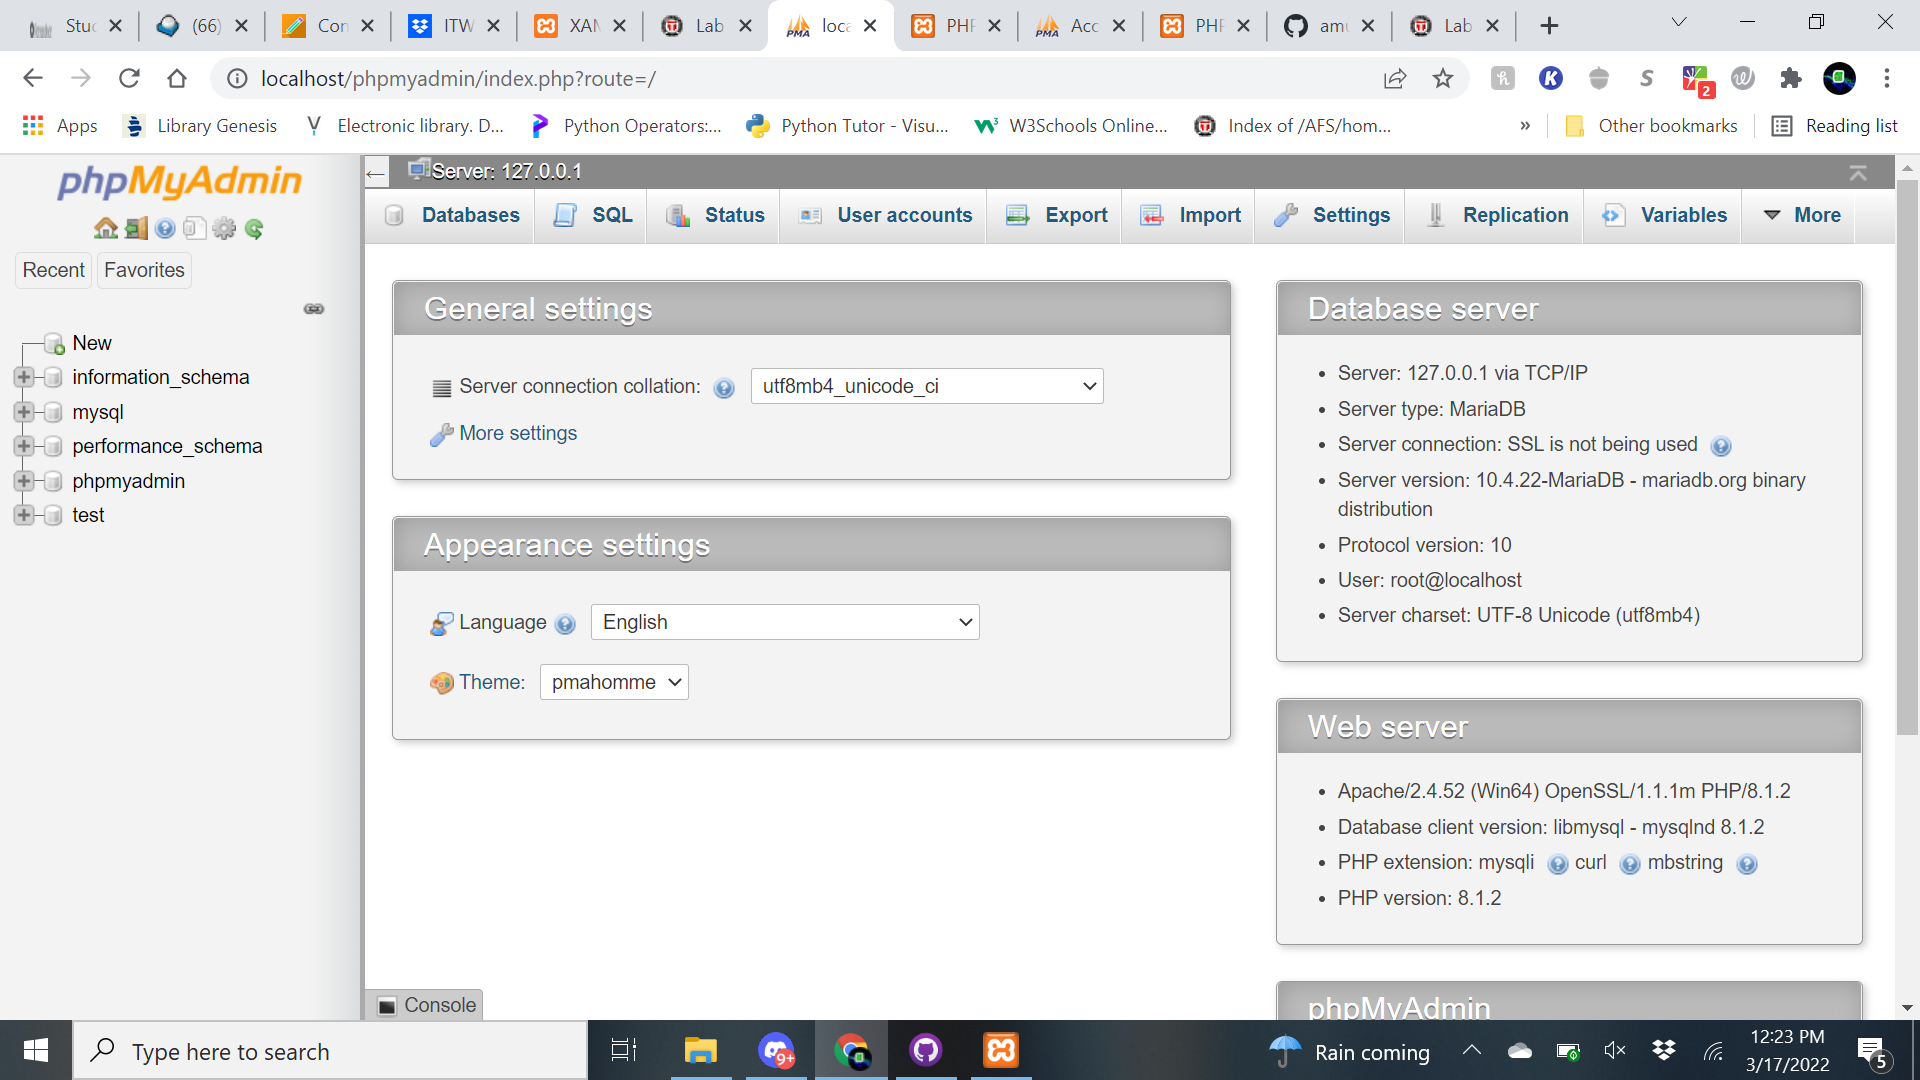 Stud
(66)
Cor
ITW
XAM
Lab
loca
PHP
Acc
PHP
amu
Lab
localhost/phpmyadmin/index.php?route=/
2
Apps
Library Genesis
Electronic library. D...
Python Operators:...
Python Tutor - Visu...
W3Schools Online...
Index of /AFS/hom...
»
Other bookmarks
Reading list
phpMyAdmin
Recent
Favorites
New
information_schema
mysql
performance_schema
phpmyadmin
test
Server: 127.0.0.1
Databases
SQL
Status
User accounts
Export
Import
Settings
Replication
Variables
More
General settings
Server connection collation:
utf8mb4_unicode_ci
More settings
Appearance settings
Language
English
Theme:
pmahomme
Database server
• Server: 127.0.0.1 via TCP/IP
• Server type: MariaDB
• Server connection: SSL is not being used
• Server version: 10.4.22-MariaDB - mariadb.org binary
distribution
• Protocol version: 10
• User: root@localhost
• Server charset: UTF-8 Unicode (utf8mb4)
Web server
• Apache/2.4.52 (Win64) OpenSSL/1.1.1m PHP/8.1.2
• Database client version: libmysql - mysqlnd 8.1.2
• PHP extension: mysqli curl mbstring
• PHP version: 8.1.2
phpMyAdmin
Console
Type here to search
9+
Rain coming
12:23 PM
3/17/2022
5